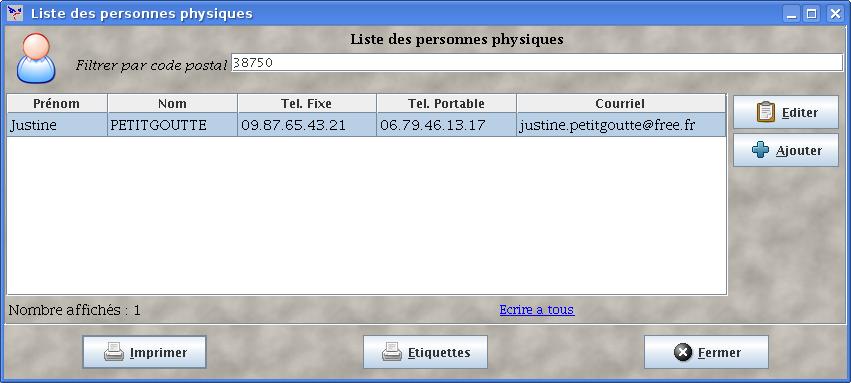 Liste des personnes physiques
Liste des personnes physiques
Filtrer par code postal 38750
Prénom Nom Tel. Fixe Tel. Portable Courriel
Justine PETITGOUTTE 09.87.65.43.21 06.79.46.13.17 justine.petitgoutte@free.fr
Editer
Ajouter
Nombre affichés : 1 Ecrire a tous
Imprimer Etiquettes Fermer